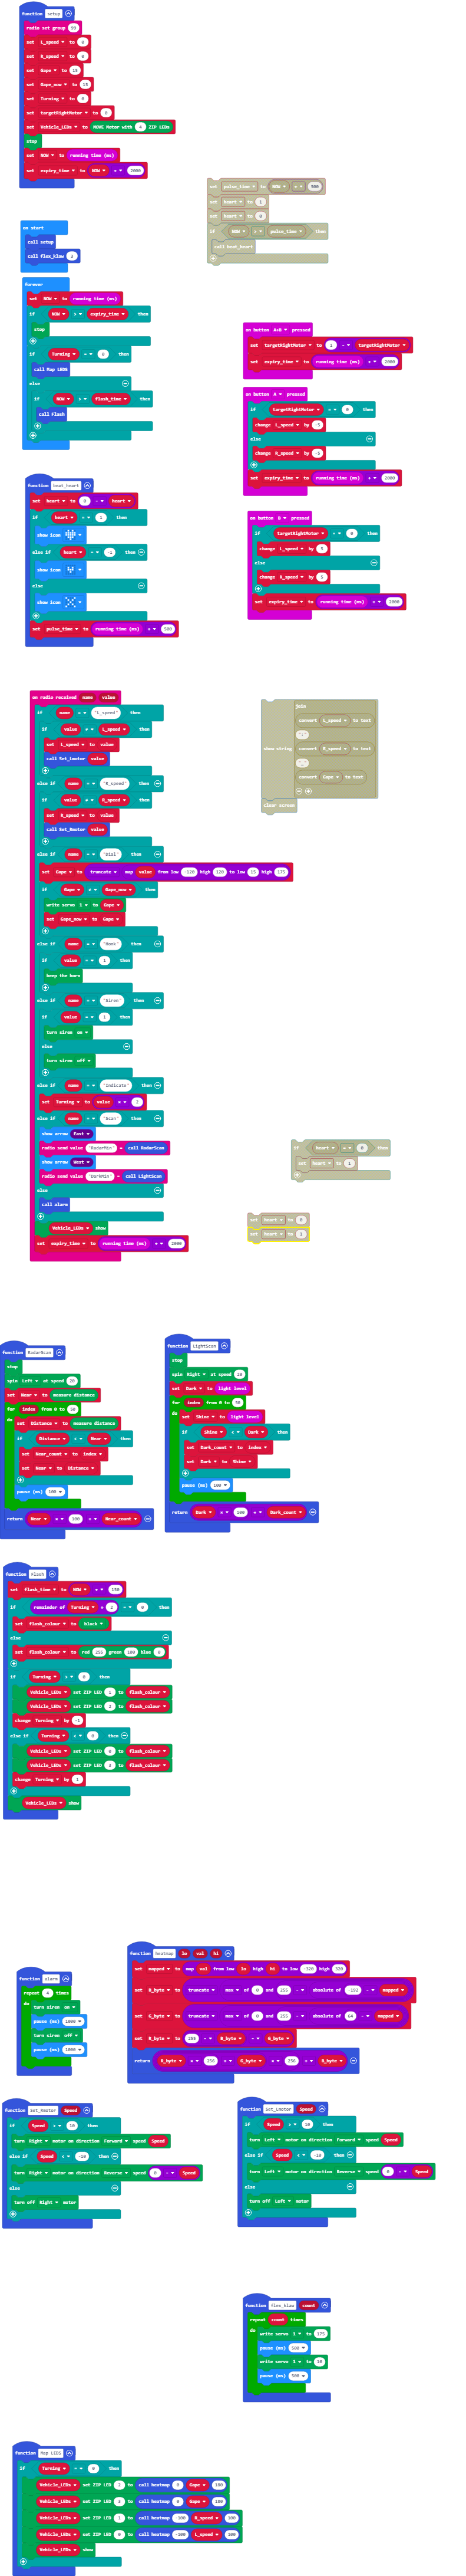 function setup
radio set group 90
set L_speed to 0
set R_speed to 0
set Gape to 15
set Gape_now to 15
set Turning to 0
set targetRightMotor to 0
set Vehicle_LEDs to MOVE Motor with 4 ZIP LEDs
stop
set NOW to running time (ms)
set expiry_time to NOW + 2000
set pulse_time to NOW + 500
set heart to 1
set heart to 0
if NOW > pulse_time then
call beat_heart
on start
call setup
call flex_klaw 3
forever
set NOW to running time (ms)
if NOW > expiry_time then
stop
if Turning = 0 then
call Map LEDS
else
if NOW > flash_time then
call Flash
on button A+B pressed
set targetRightMotor to 1 - targetRightMotor
set expiry_time to running time (ms) + 2000
on button A pressed
if targetRightMotor = 0 then
change L_speed by -5
else
change R_speed by -5
set expiry_time to running time (ms) + 2000
function beat_heart
set heart to 0 - heart
if heart = 1 then
show icon
else if heart = -1 then
show icon
else
show icon
set pulse_time to running time (ms) + 500
on button B pressed
if targetRightMotor = 0 then
change L_speed by 5
else
change R_speed by 5
set expiry_time to running time (ms) + 2000
on radio received name value
if name = "L_speed" then
if value ≠ L_speed then
set L_speed to value
call Set_Lmotor value
else if name = "R_speed" then
if value ≠ R_speed then
set R_speed to value
call Set_Rmotor value
else if name = "Dial" then
set Gape to truncate map value from low -120 high 120 to low 15 high 175
if Gape ≠ Gape_now then
write servo 1 to Gape
set Gape_now to Gape
else if name = "Honk" then
if value = 1 then
beep the horn
else if name = "Siren" then
if value = 1 then
turn siren on
else
turn siren off
else if name = "Indicate" then
set Turning to value × 2
else if name = "Scan" then
show arrow East
radio send value "RadarMin" = call RadarScan
show arrow West
radio send value "DarkMin" = call LightScan
else
call alarm
Vehicle_LEDs show
set expiry_time to running time (ms) + 2000
show string
join
convert L_speed to text
convert R_speed to text
convert Gape to text
clear screen
if heart = 0 then
set heart to 1
set heart to 0
set heart to 1
function RadarScan
stop
spin Left at speed 20
set Near to measure distance
for index from 0 to 50
do set Distance to measure distance
if Distance < Near then
set Near_count to index
set Near to Distance
pause (ms) 100
return Near × 100 + Near_count
function LightScan
stop
spin Right at speed 20
set Dark to light level
for index from 0 to 50
do set Shine to light level
if Shine < Dark then
set Dark_count to index
set Dark to Shine
pause (ms) 100
return Dark × 100 + Dark_count
function Flash
set flash_time to NOW + 150
if remainder of Turning ÷ 2 = 0 then
set flash_colour to black
else
set flash_colour to red 255 green 100 blue 0
if Turning > 0 then
Vehicle_LEDs set ZIP LED 1 to flash_colour
Vehicle_LEDs set ZIP LED 2 to flash_colour
change Turning by -1
else if Turning < 0 then
Vehicle_LEDs set ZIP LED 0 to flash_colour
Vehicle_LEDs set ZIP LED 3 to flash_colour
change Turning by 1
Vehicle_LEDs show
function alarm
repeat 4 times
do turn siren on
pause (ms) 1000
turn siren off
pause (ms) 1000
function heatmap lo val hi
set mapped to map val from low lo high hi to low -320 high 320
set R_byte to truncate max of 0 and 255 - absolute of -192 - mapped
set G_byte to truncate max of 0 and 255 - absolute of 64 - mapped
set B_byte to 255 - R_byte - G_byte
return R_byte × 256 + G_byte × 256 + B_byte
function Set_Rmotor Speed
if Speed > 10 then
turn Right motor on direction Forward speed Speed
else if Speed < -10 then
turn Right motor on direction Reverse speed 0 - Speed
else
turn off Right motor
function Set_Lmotor Speed
if Speed > 10 then
turn Left motor on direction Forward speed Speed
else if Speed < -10 then
turn Left motor on direction Reverse speed 0 - Speed
else
turn off Left motor
function flex_klaw count
repeat count times
do write servo 1 to 175
pause (ms) 500
write servo 1 to 15
pause (ms) 500
function Map LEDS
if Turning = 0 then
Vehicle_LEDs set ZIP LED 2 to call heatmap 0 Gape 180
Vehicle_LEDs set ZIP LED 3 to call heatmap 0 Gape 180
Vehicle_LEDs set ZIP LED 1 to call heatmap -100 R_speed 100
Vehicle_LEDs set ZIP LED 0 to call heatmap -100 L_speed 100
Vehicle_LEDs show